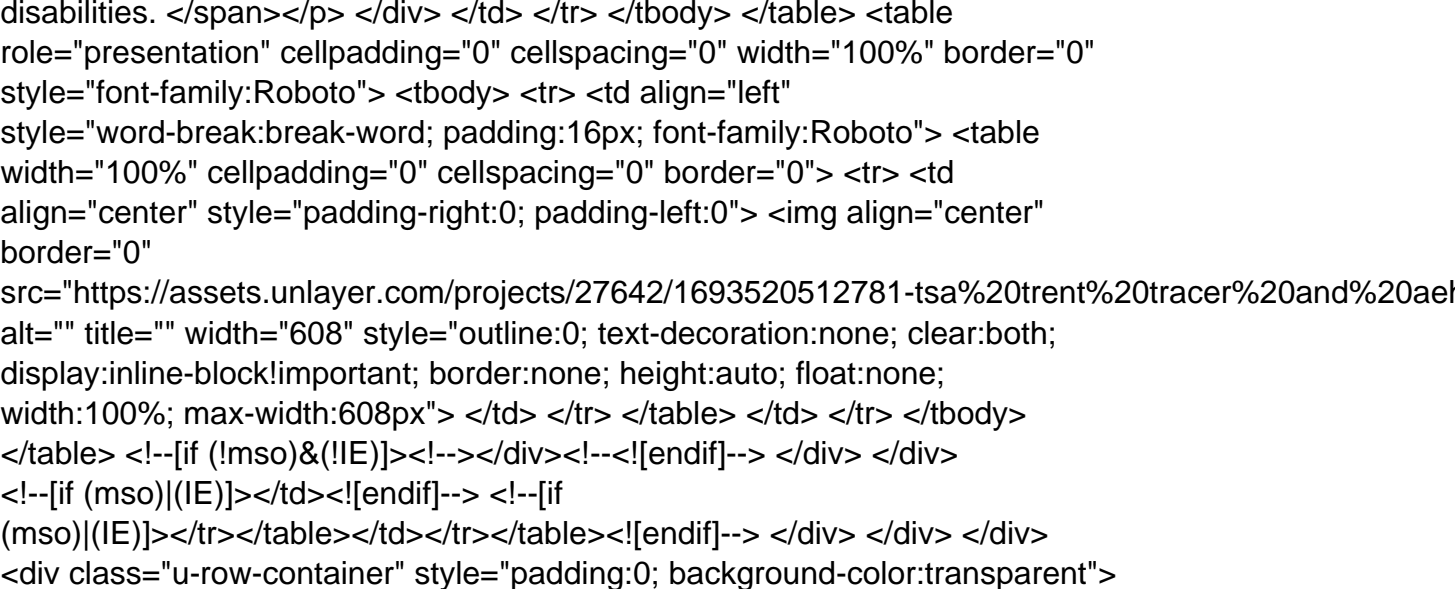 disabilities. </span></p> </div> </td> </tr> </tbody> </table> <table
role="presentation" cellpadding="0" cellspacing="0" width="100%" border="0"
style="font-family:Roboto"> <tbody> <tr> <td align="left"
style="word-break:break-word; padding:16px; font-family:Roboto"> <table
width="100%" cellpadding="0" cellspacing="0" border="0"> <tr> <td
align="center" style="padding-right:0; padding-left:0"> <img align="center"
border="0"
src="https://assets.unlayer.com/projects/27642/1693520512781-tsa%20trent%20tracer%20and%20aeh
alt="" title="" width="608" style="outline:0; text-decoration:none; clear:both;
display:inline-block!important; border:none; height:auto; float:none;
width:100%; max-width:608px"> </td> </tr> </table> </td> </tr> </tbody>
</table> <!--[if (!mso)&(!IE)]><!--></div><!--<![endif]--> </div> </div>
<!--[if (mso)|(IE)]></td><![endif]--> <!--[if
(mso)|(IE)]></tr></table></td></tr></table><![endif]--> </div> </div> </div>
<div class="u-row-container" style="padding:0; background-color:transparent">